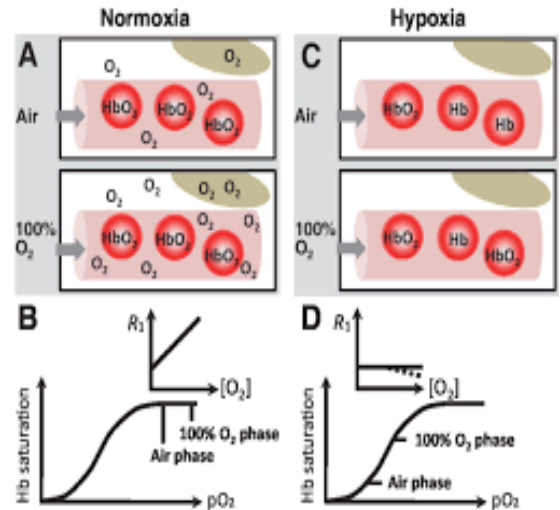 Normoxia
Hypoxia
A
O2
O2
O2
HbO2
HbO2
HbO2
O2
Air
100%
O2
O2
O2
O2
O2
O2
O2
HbO2
HbO2
HbO2
O2
O2
O2
C
Air
HbO2
Hb
Hb
100%
O2
HbO2
Hb
HbO2
B
R1
[O2]
Hb saturation
100% O2 phase
Air phase
pO2
D
R1
[O2]
Hb saturation
100% O2 phase
Air phase
pO2